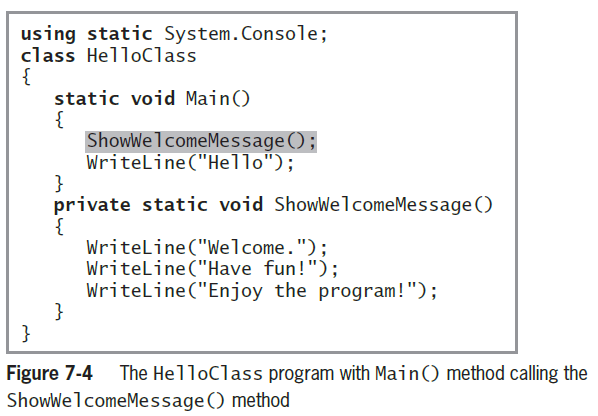 using static System.Console;
class HelloClass
{
   static void Main()
   {
      ShowWelcomeMessage();
      WriteLine("Hello");
   }
   private static void ShowWelcomeMessage()
   {
      WriteLine("Welcome.");
      WriteLine("Have fun!");
      WriteLine("Enjoy the program!");
   }
}
Figure 7-4 The HelloClass program with Main() method calling the
ShowWelcomeMessage() method